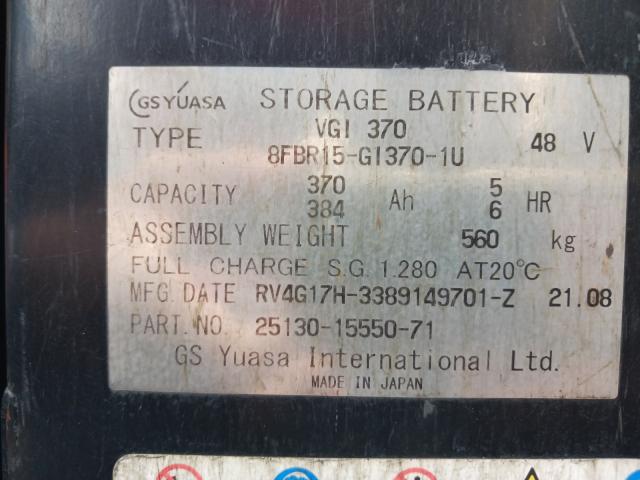 GS YUASA STORAGE BATTERY
TYPE VGI 370 48 V
8FBR15-GI370-1U
CAPACITY 370 Ah 5 HR
384 6
ASSEMBLY WEIGHT 560 kg
FULL CHARGE S.G. 1.280 AT20°C
MFG. DATE RV4G17H-3389149701-Z 21.08
PART. NO. 25130-15550-71
GS Yuasa International Ltd.
MADE IN JAPAN